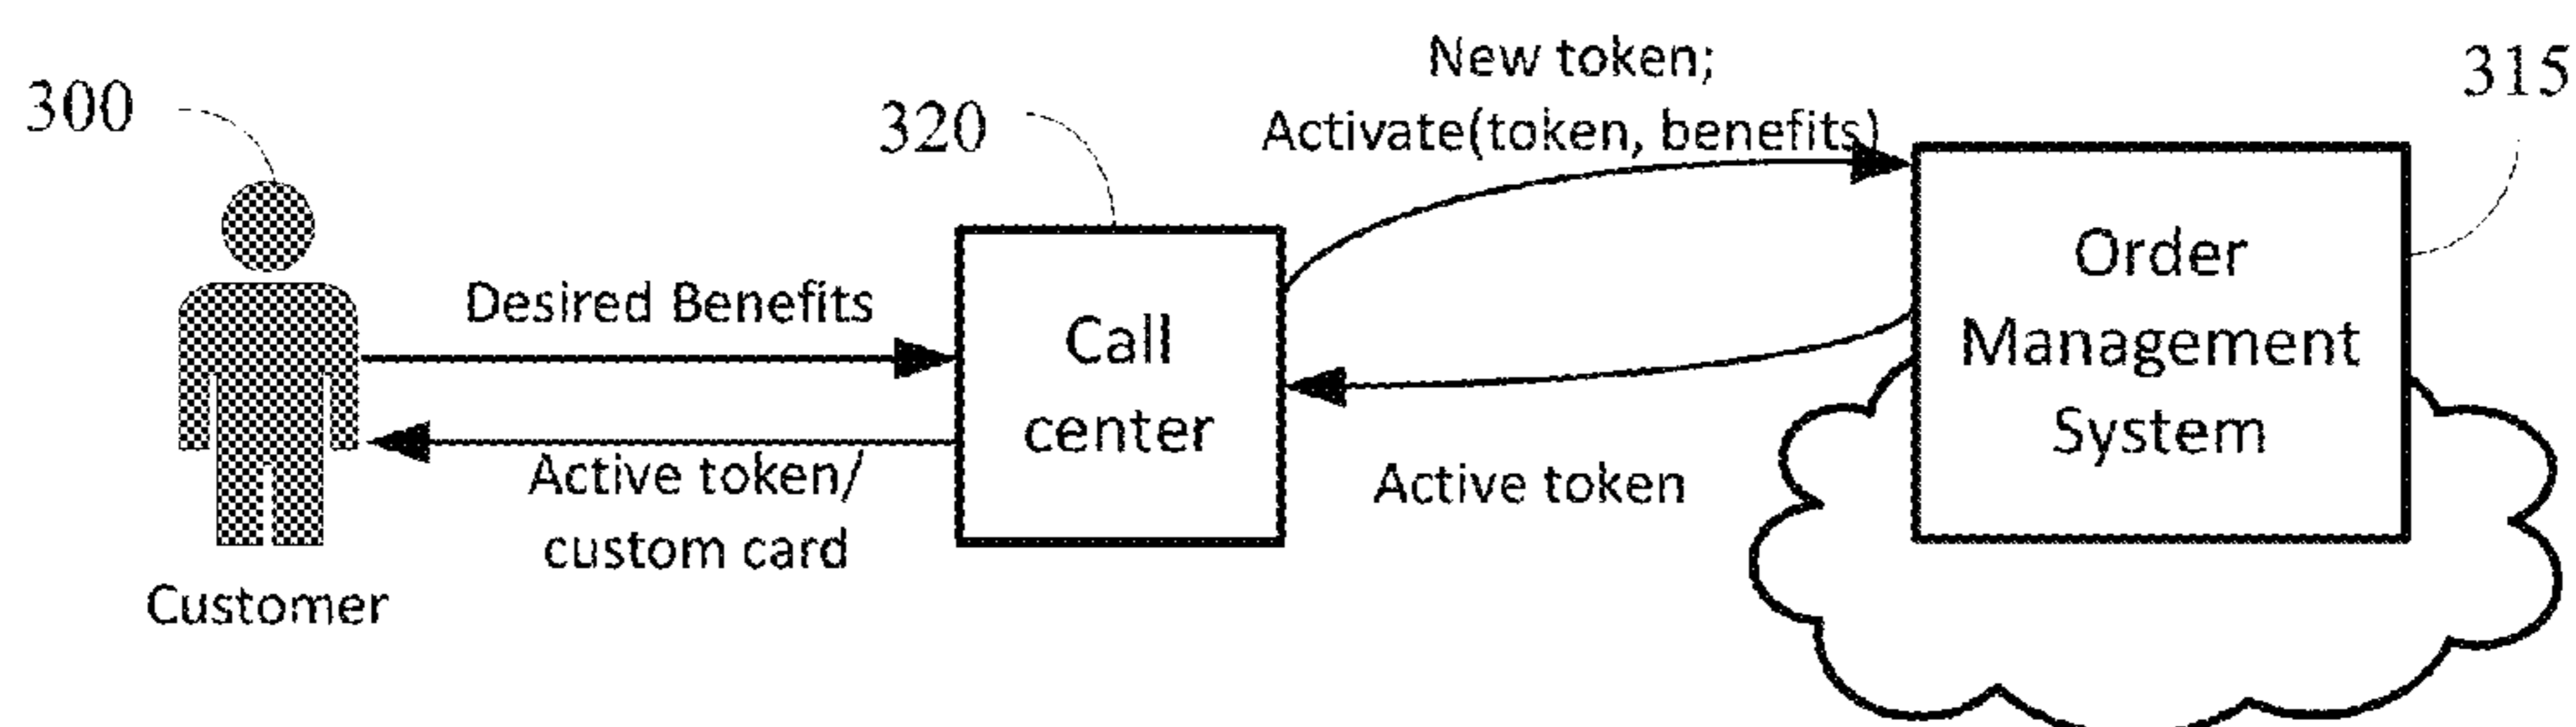 300
320
New token;
Activate(token, benefits)
315
Desired Benefits
Call
center
Order
Management
System
Active token/
custom card
Active token
Customer